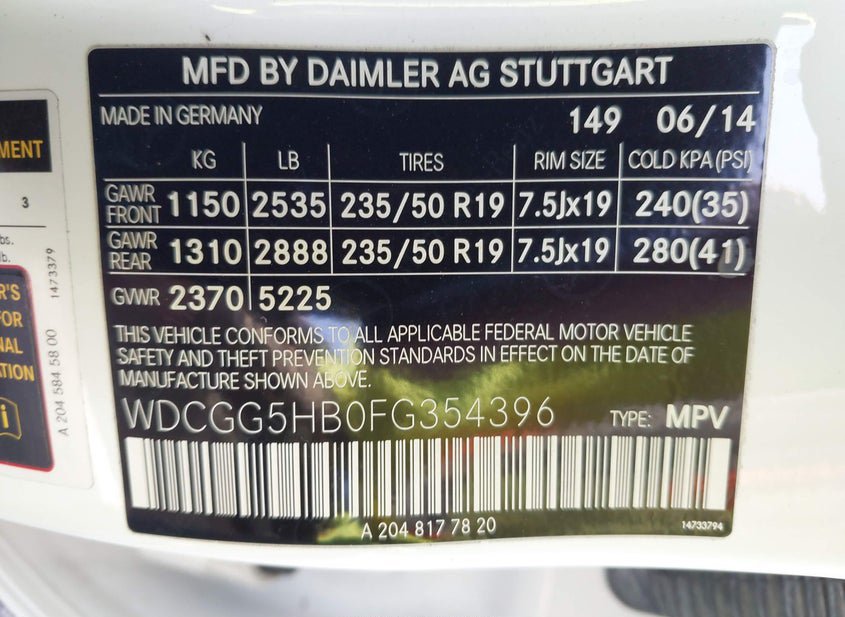 MFD BY DAIMLER AG STUTTGART
MADE IN GERMANY 149 06/14
KG LB TIRES RIM SIZE COLD KPA (PSI)
GAWR FRONT 1150 2535 235/50 R19 7.5Jx19 240(35)
GAWR REAR 1310 2888 235/50 R19 7.5Jx19 280(41)
GVWR 2370 5225
THIS VEHICLE CONFORMS TO ALL APPLICABLE FEDERAL MOTOR VEHICLE
SAFETY AND THEFT PREVENTION STANDARDS IN EFFECT ON THE DATE OF
MANUFACTURE SHOWN ABOVE.
WDCGG5HB0FG354396 TYPE: MPV
A 204 817 78 20 14733794
MENT
3
bs.
lb.
R'S
FOR
NAL
TION
i
A 204 584 58 00 1473379